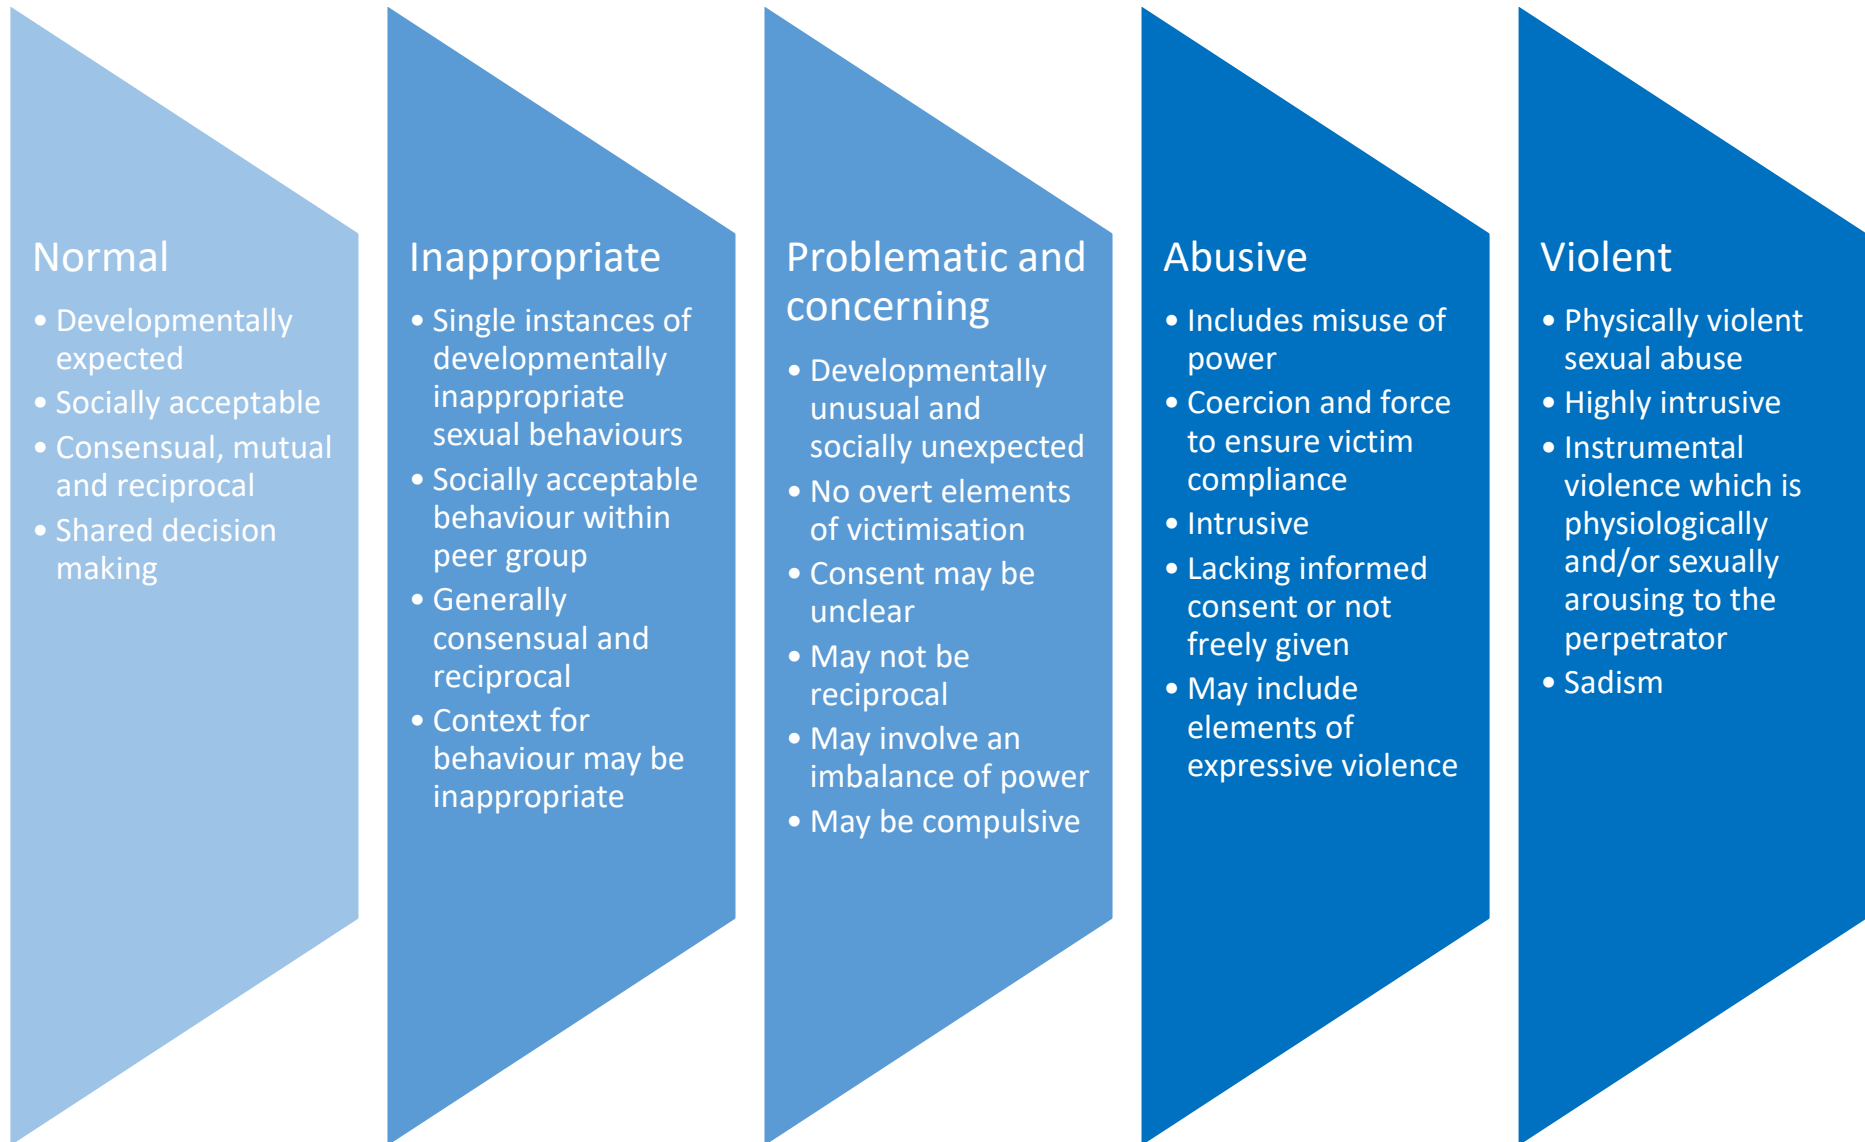 Normal
• Developmentally
expected
• Socially acceptable
• Consensual, mutual
and reciprocal
• Shared decision
making
Inappropriate
• Single instances of
developmentally
inappropriate
sexual behaviours
• Socially acceptable
behaviour within
peer group
• Generally
consensual and
reciprocal
• Context for
behaviour may be
inappropriate
Problematic and
concerning
• Developmentally
unusual and
socially unexpected
• No overt elements
of victimisation
• Consent may be
unclear
• May not be
reciprocal
• May involve an
imbalance of power
• May be compulsive
Abusive
• Includes misuse of
power
• Coercion and force
to ensure victim
compliance
• Intrusive
• Lacking informed
consent or not
freely given
• May include
elements of
expressive violence
Violent
• Physically violent
sexual abuse
• Highly intrusive
• Instrumental
violence which is
physiologically
and/or sexually
arousing to the
perpetrator
• Sadism